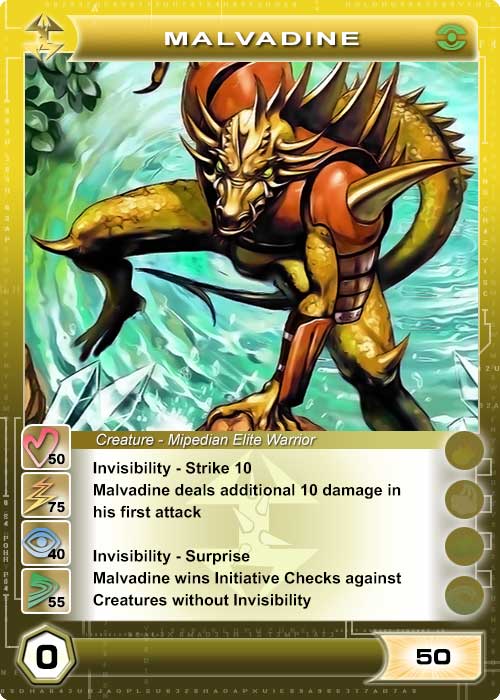 MALVADINE
Creature - Mipedian Elite Warrior
50
Invisibility - Strike 10
75
Malvadine deals additional 10 damage in
his first attack
40
Invisibility - Surprise
55
Malvadine wins Initiative Checks against
Creatures without Invisibility
0
50